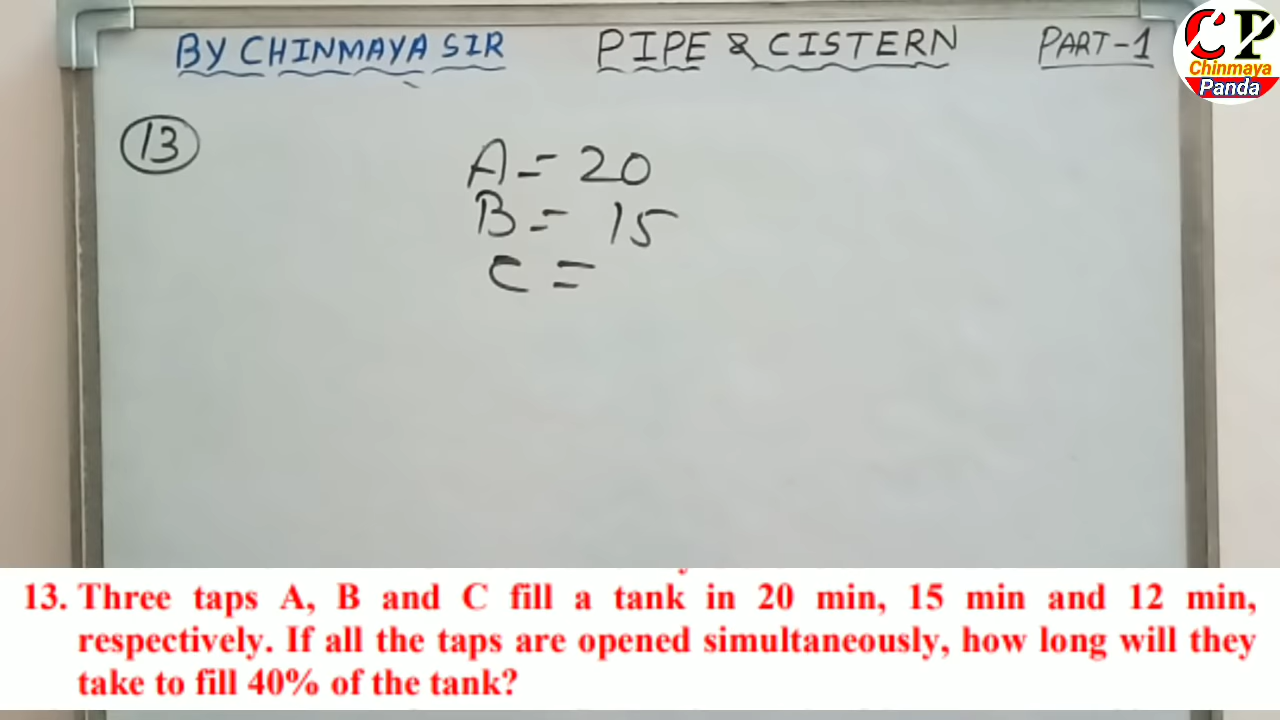 BY CHINMAYA SIR PIPE & CISTERN PART-1
CP
Chinmaya
Panda
13
A = 20
B = 15
C =
13. Three taps A, B and C fill a tank in 20 min, 15 min and 12 min,
respectively. If all the taps are opened simultaneously, how long will they
take to fill 40% of the tank?